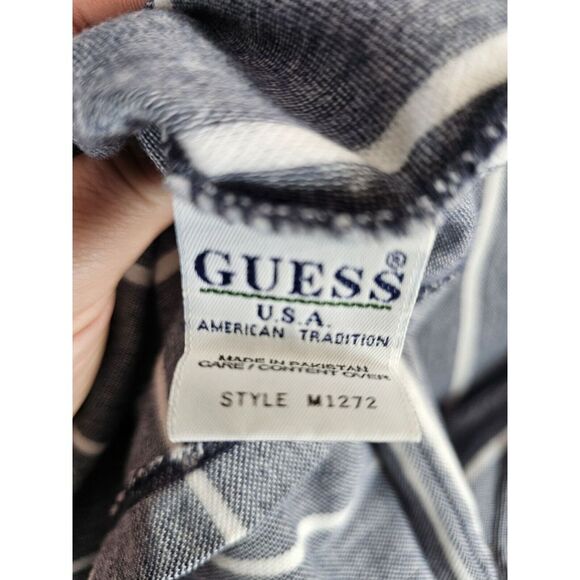 GUESS®
U.S.A.
AMERICAN TRADITION
MADE IN PAKISTAN
CARE/CONTENT OVER
STYLE M1272